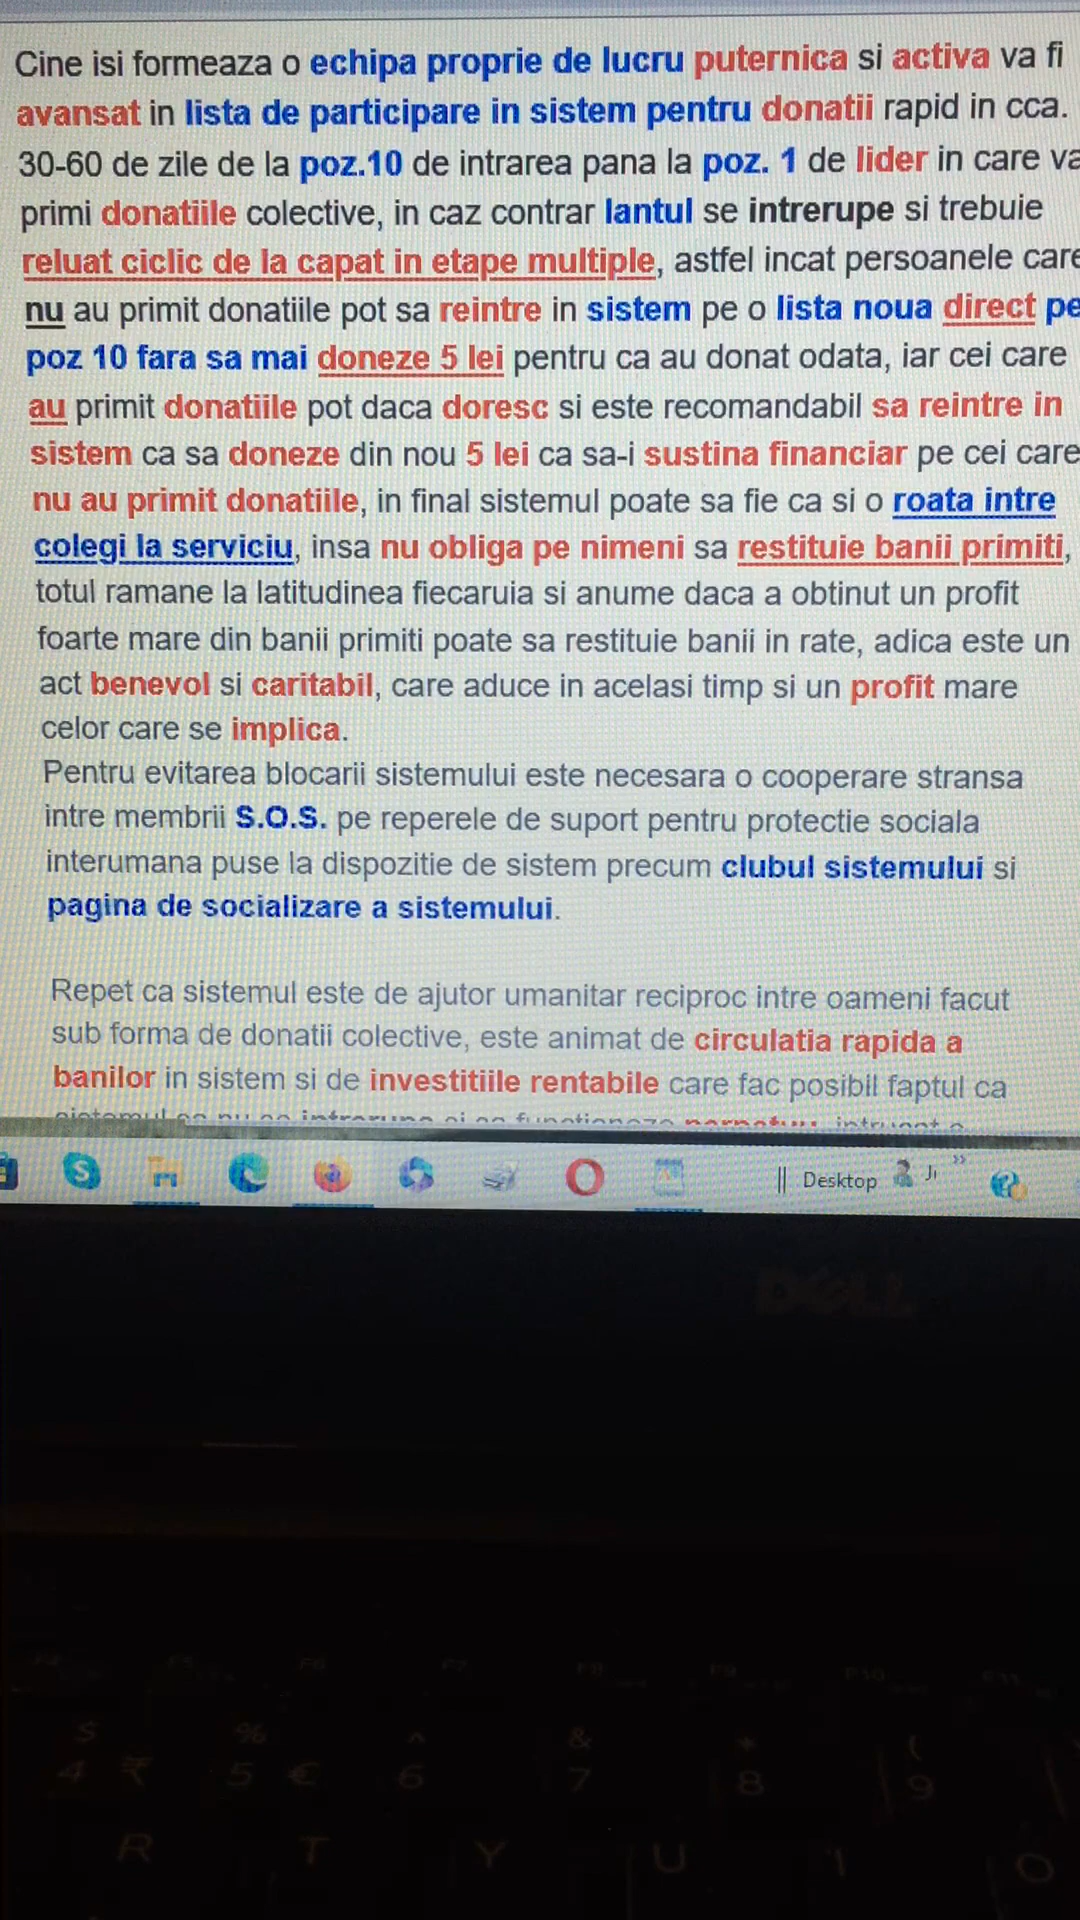 Cine isi formeaza o echipa proprie de lucru puternica si activa va fi
avansat in lista de participare in sistem pentru donatii rapid in cca.
30-60 de zile de la poz.10 de intrarea pana la poz. 1 de lider in care va
primi donatiile colective, in caz contrar lantul se intrerupe si trebuie
reluat ciclic de la capat in etape multiple, astfel incat persoanele care
nu au primit donatiile pot sa reintre in sistem pe o lista noua direct pe
poz 10 fara sa mai doneze 5 lei pentru ca au donat odata, iar cei care
au primit donatiile pot daca doresc si este recomandabil sa reintre in
sistem ca sa doneze din nou 5 lei ca sa-i sustina financiar pe cei care
nu au primit donatiile, in final sistemul poate sa fie ca si o roata intre
colegi la serviciu, insa nu obliga pe nimeni sa restituie banii primiti,
totul ramane la latitudinea fiecaruia si anume daca a obtinut un profit
foarte mare din banii primiti poate sa restituie banii in rate, adica este un
act benevol si caritabil, care aduce in acelasi timp si un profit mare
celor care se implica.
Pentru evitarea blocarii sistemului este necesara o cooperare stransa
intre membrii S.O.S. pe reperele de suport pentru protectie sociala
interumana puse la dispozitie de sistem precum clubul sistemului si
pagina de socializare a sistemului.
Repet ca sistemul este de ajutor umanitar reciproc intre oameni facut
sub forma de donatii colective, este animat de circulatia rapida a
banilor in sistem si de investitiile rentabile care fac posibil faptul ca
Desktop
DELL
F6 F7 F8 F9 F10
$ % ^ & * (
4 ₹ 5 € 6 7 8 9
R T Y U I O